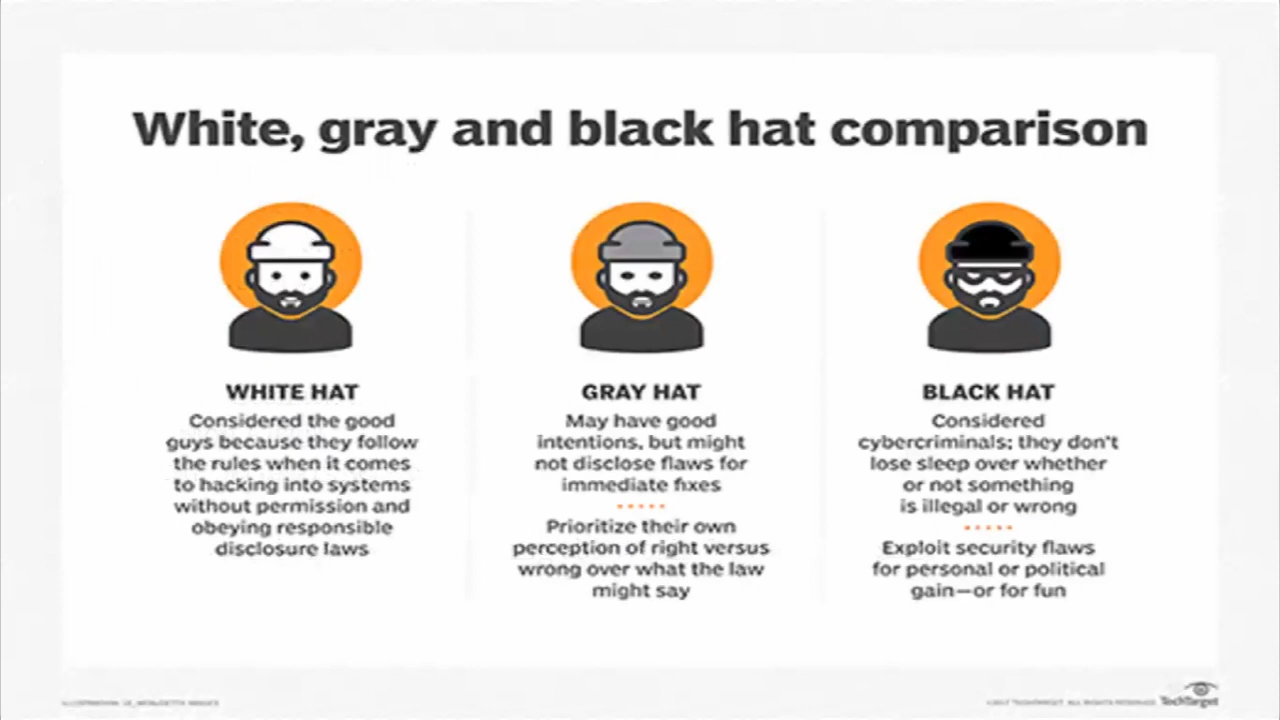 White, gray and black hat comparison
WHITE HAT
Considered the good
guys because they follow
the rules when it comes
to hacking into systems
without permission and
obeying responsible
disclosure laws
GRAY HAT
May have good
intentions, but might
not disclose flaws for
immediate fixes
Prioritize their own
perception of right versus
wrong over what the law
might say
BLACK HAT
Considered
cybercriminals; they don't
lose sleep over whether
or not something
is illegal or wrong
Exploit security flaws
for personal or political
gain—or for fun
TechTarget